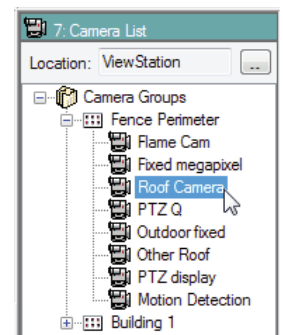 7: Camera List
Location: ViewStation ..
Camera Groups
Fence Perimeter
Flame Cam
Fixed megapixel
Roof Camera
PTZ Q
Outdoor fixed
Other Roof
PTZ display
Motion Detection
Building 1